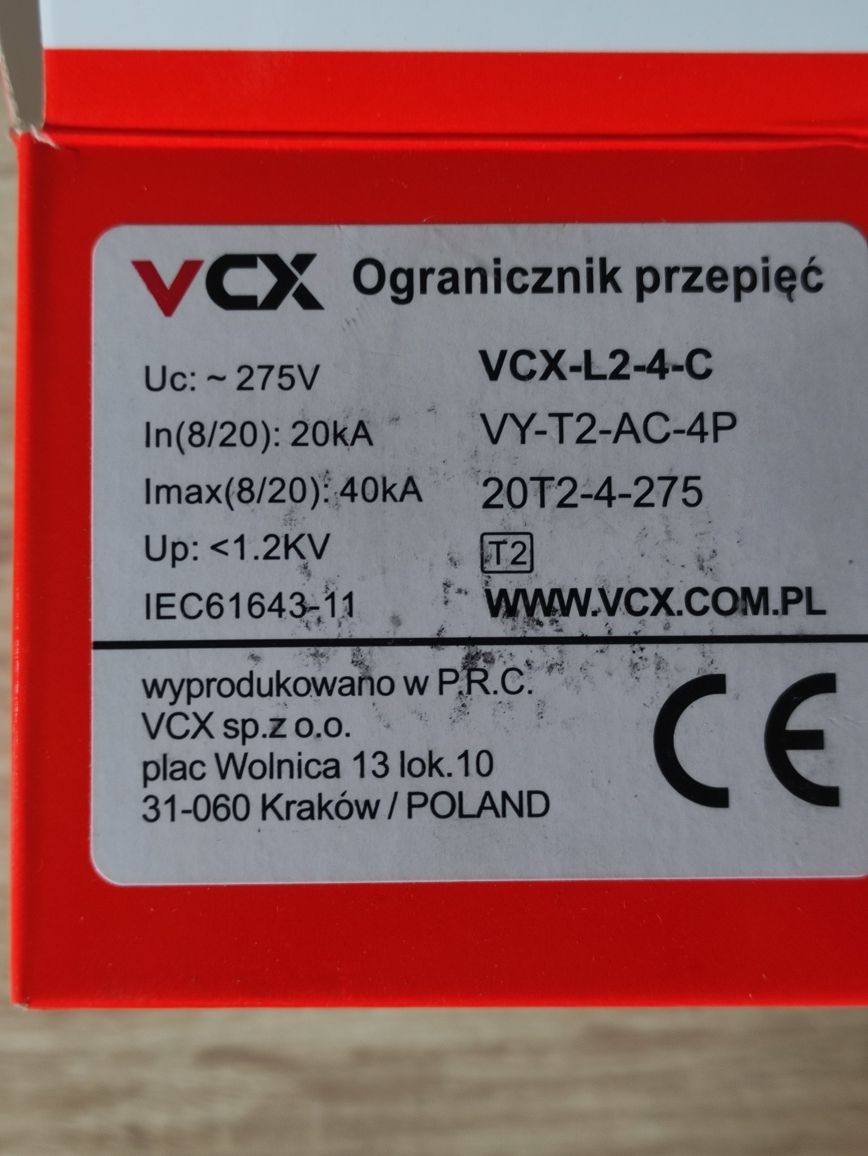 VCX Ogranicznik przepięć
Uc: ~ 275V
VCX-L2-4-C
In(8/20): 20kA
VY-T2-AC-4P
Imax(8/20): 40kA
20T2-4-275
Up: <1.2KV
T2
IEC61643-11
WWW.VCX.COM.PL
wyprodukowano w P.R.C.
VCX sp.z o.o.
plac Wolnica 13 lok.10
31-060 Kraków / POLAND
CE